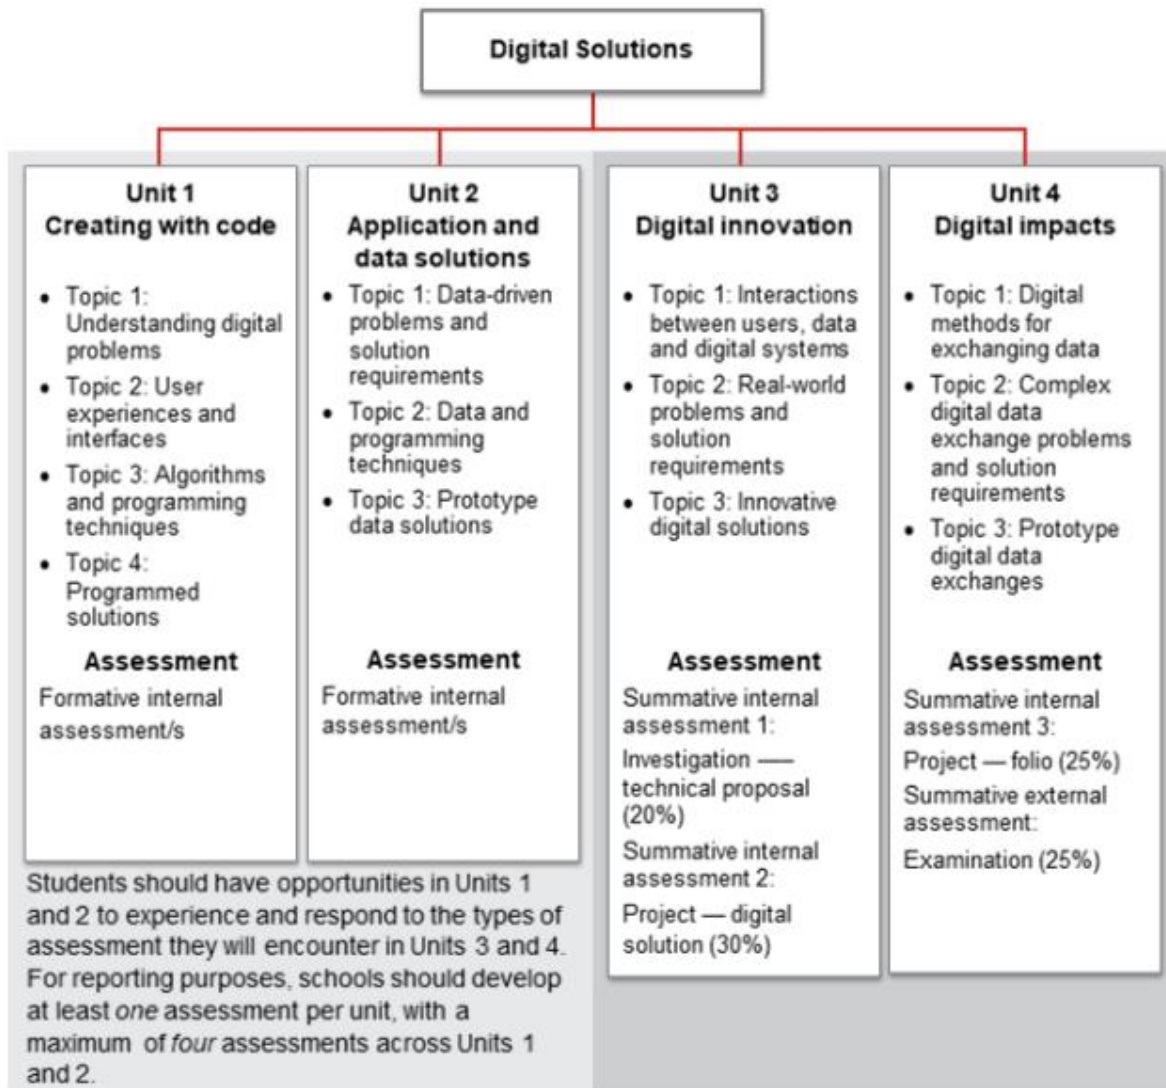 Digital Solutions
Unit 1
Creating with code
• Topic 1:
Understanding digital
problems
• Topic 2: User
experiences and
interfaces
• Topic 3: Algorithms
and programming
techniques
• Topic 4:
Programmed
solutions
Assessment
Formative internal
assessment/s
Unit 2
Application and
data solutions
• Topic 1: Data-driven
problems and
solution
requirements
• Topic 2: Data and
programming
techniques
• Topic 3: Prototype
data solutions
Assessment
Formative internal
assessment/s
Students should have opportunities in Units 1
and 2 to experience and respond to the types of
assessment they will encounter in Units 3 and 4.
For reporting purposes, schools should develop
at least one assessment per unit, with a
maximum of four assessments across Units 1
and 2.
Unit 3
Digital innovation
• Topic 1: Interactions
between users, data
and digital systems
• Topic 2: Real-world
problems and
solution
requirements
• Topic 3: Innovative
digital solutions
Assessment
Summative internal
assessment 1:
Investigation —
technical proposal
(20%)
Summative internal
assessment 2:
Project — digital
solution (30%)
Unit 4
Digital impacts
• Topic 1: Digital
methods for
exchanging data
• Topic 2: Complex
digital data
exchange problems
and solution
requirements
• Topic 3: Prototype
digital data
exchanges
Assessment
Summative internal
assessment 3:
Project — folio (25%)
Summative external
assessment:
Examination (25%)